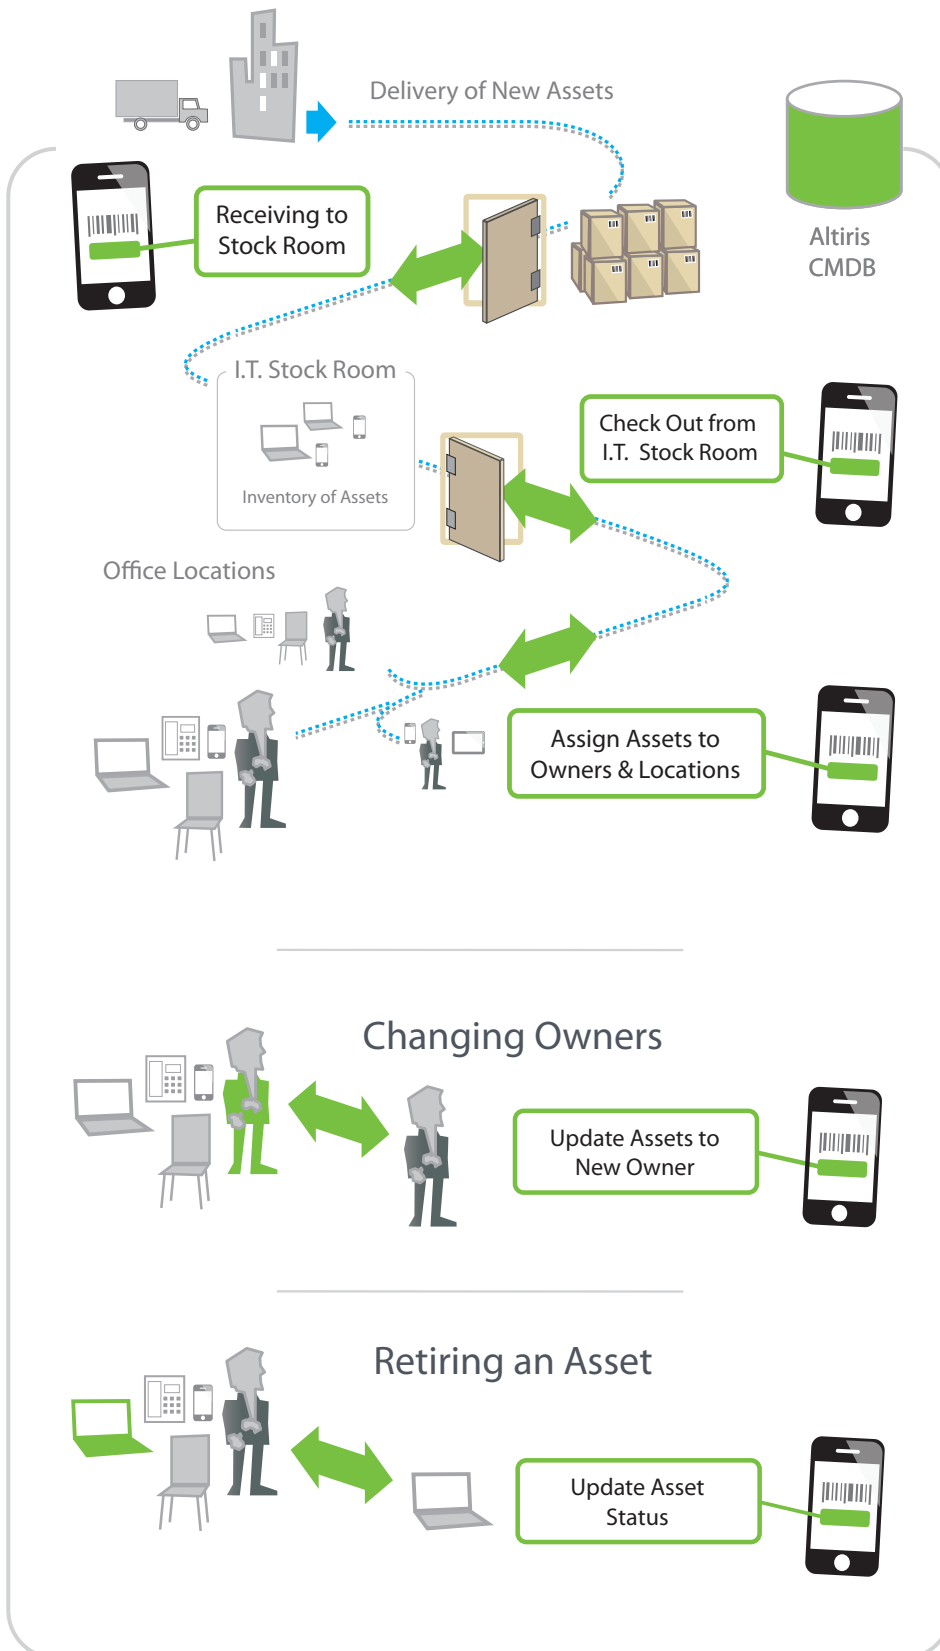 Delivery of New Assets
Receiving to
Stock Room
Altiris
CMDB
I.T. Stock Room
Inventory of Assets
Check Out from
I.T. Stock Room
Office Locations
Assign Assets to
Owners & Locations
Changing Owners
Update Assets to
New Owner
Retiring an Asset
Update Asset
Status